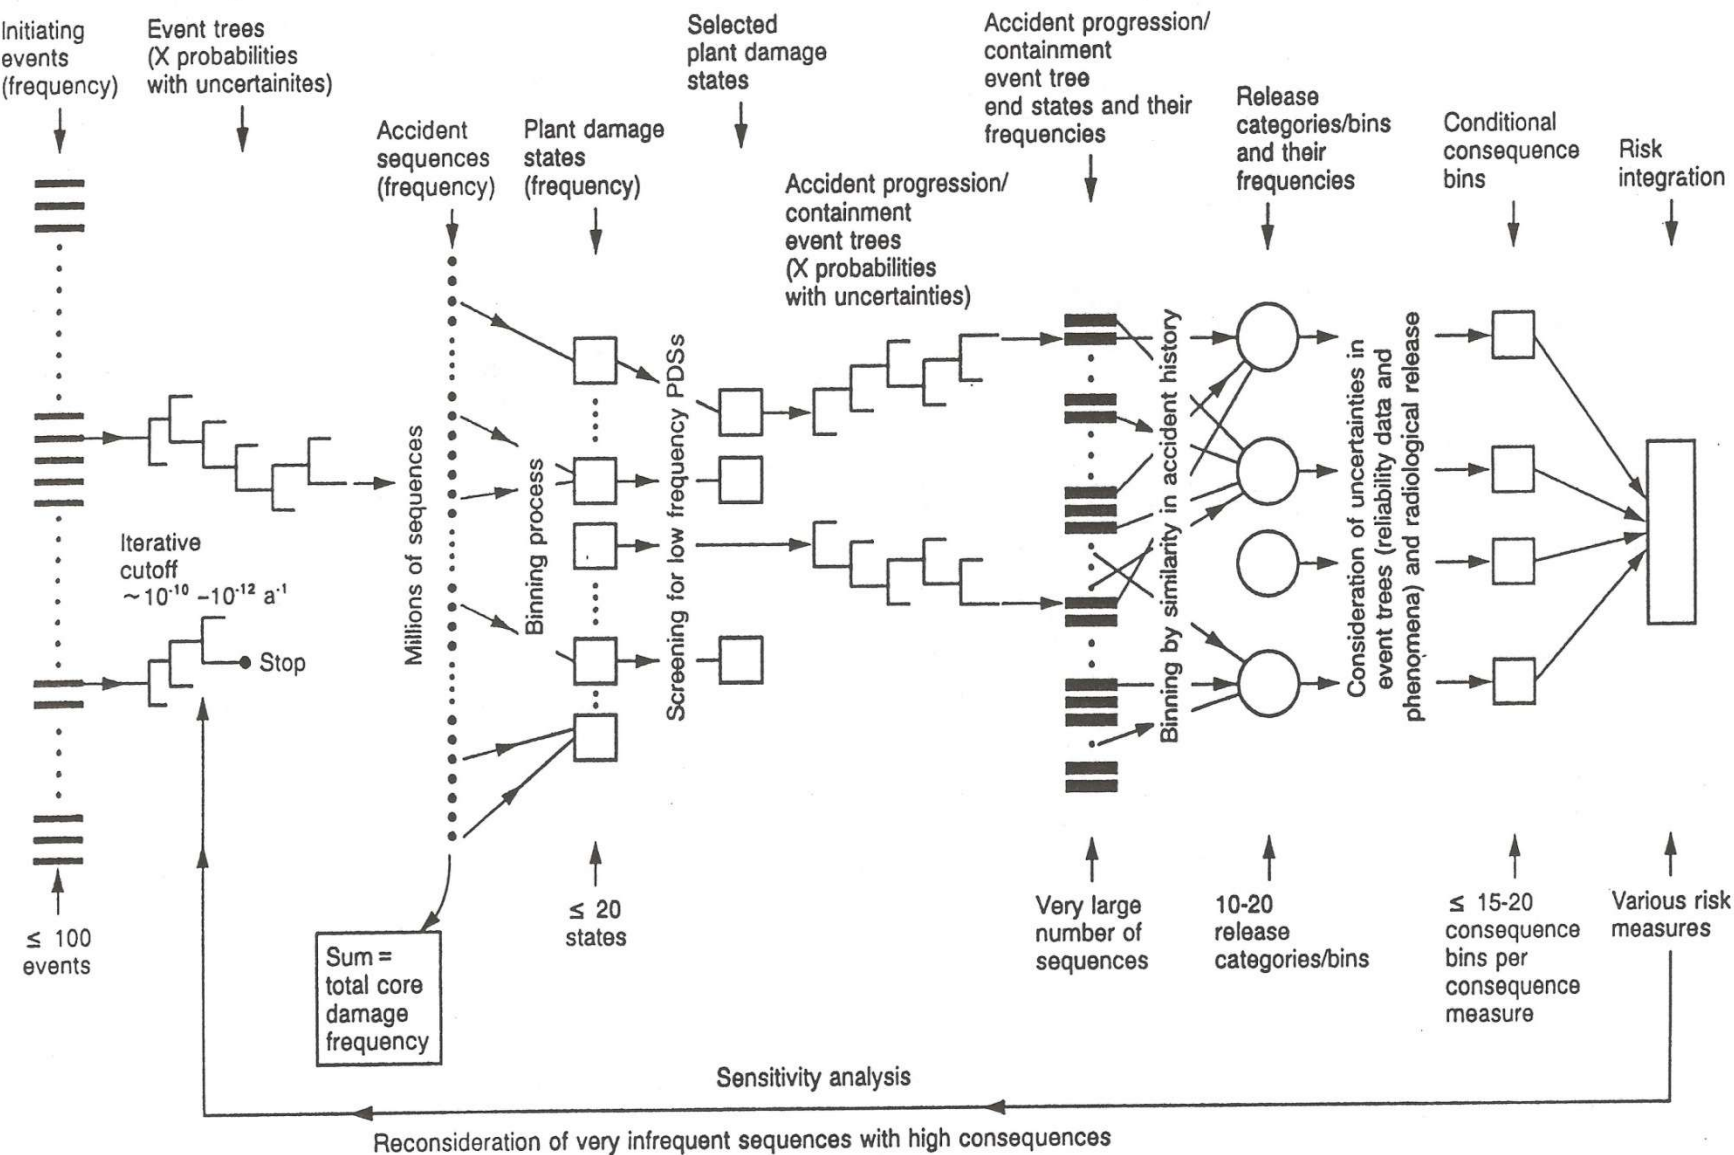 Initiating
events
(frequency)
Event trees
(X probabilities
with uncertainites)
Accident
sequences
(frequency)
Plant damage
states
(frequency)
Selected
plant damage
states
Accident progression/
containment
event trees
(X probabilities
with uncertainties)
Accident progression/
containment
event tree
end states and their
frequencies
Release
categories/bins
and their
frequencies
Conditional
consequence
bins
Risk
integration
Iterative
cutoff
~10⁻¹⁰ –10⁻¹² a⁻¹
Stop
Millions of sequences
Binning process
Screening for low frequency PDSs
Binning by similarity in accident history
Consideration of uncertainties in
event trees (reliability data and
phenomena) and radiological release
≤ 100
events
Sum =
total core
damage
frequency
≤ 20
states
Very large
number of
sequences
10-20
release
categories/bins
≤ 15-20
consequence
bins per
consequence
measure
Various risk
measures
Sensitivity analysis
Reconsideration of very infrequent sequences with high consequences